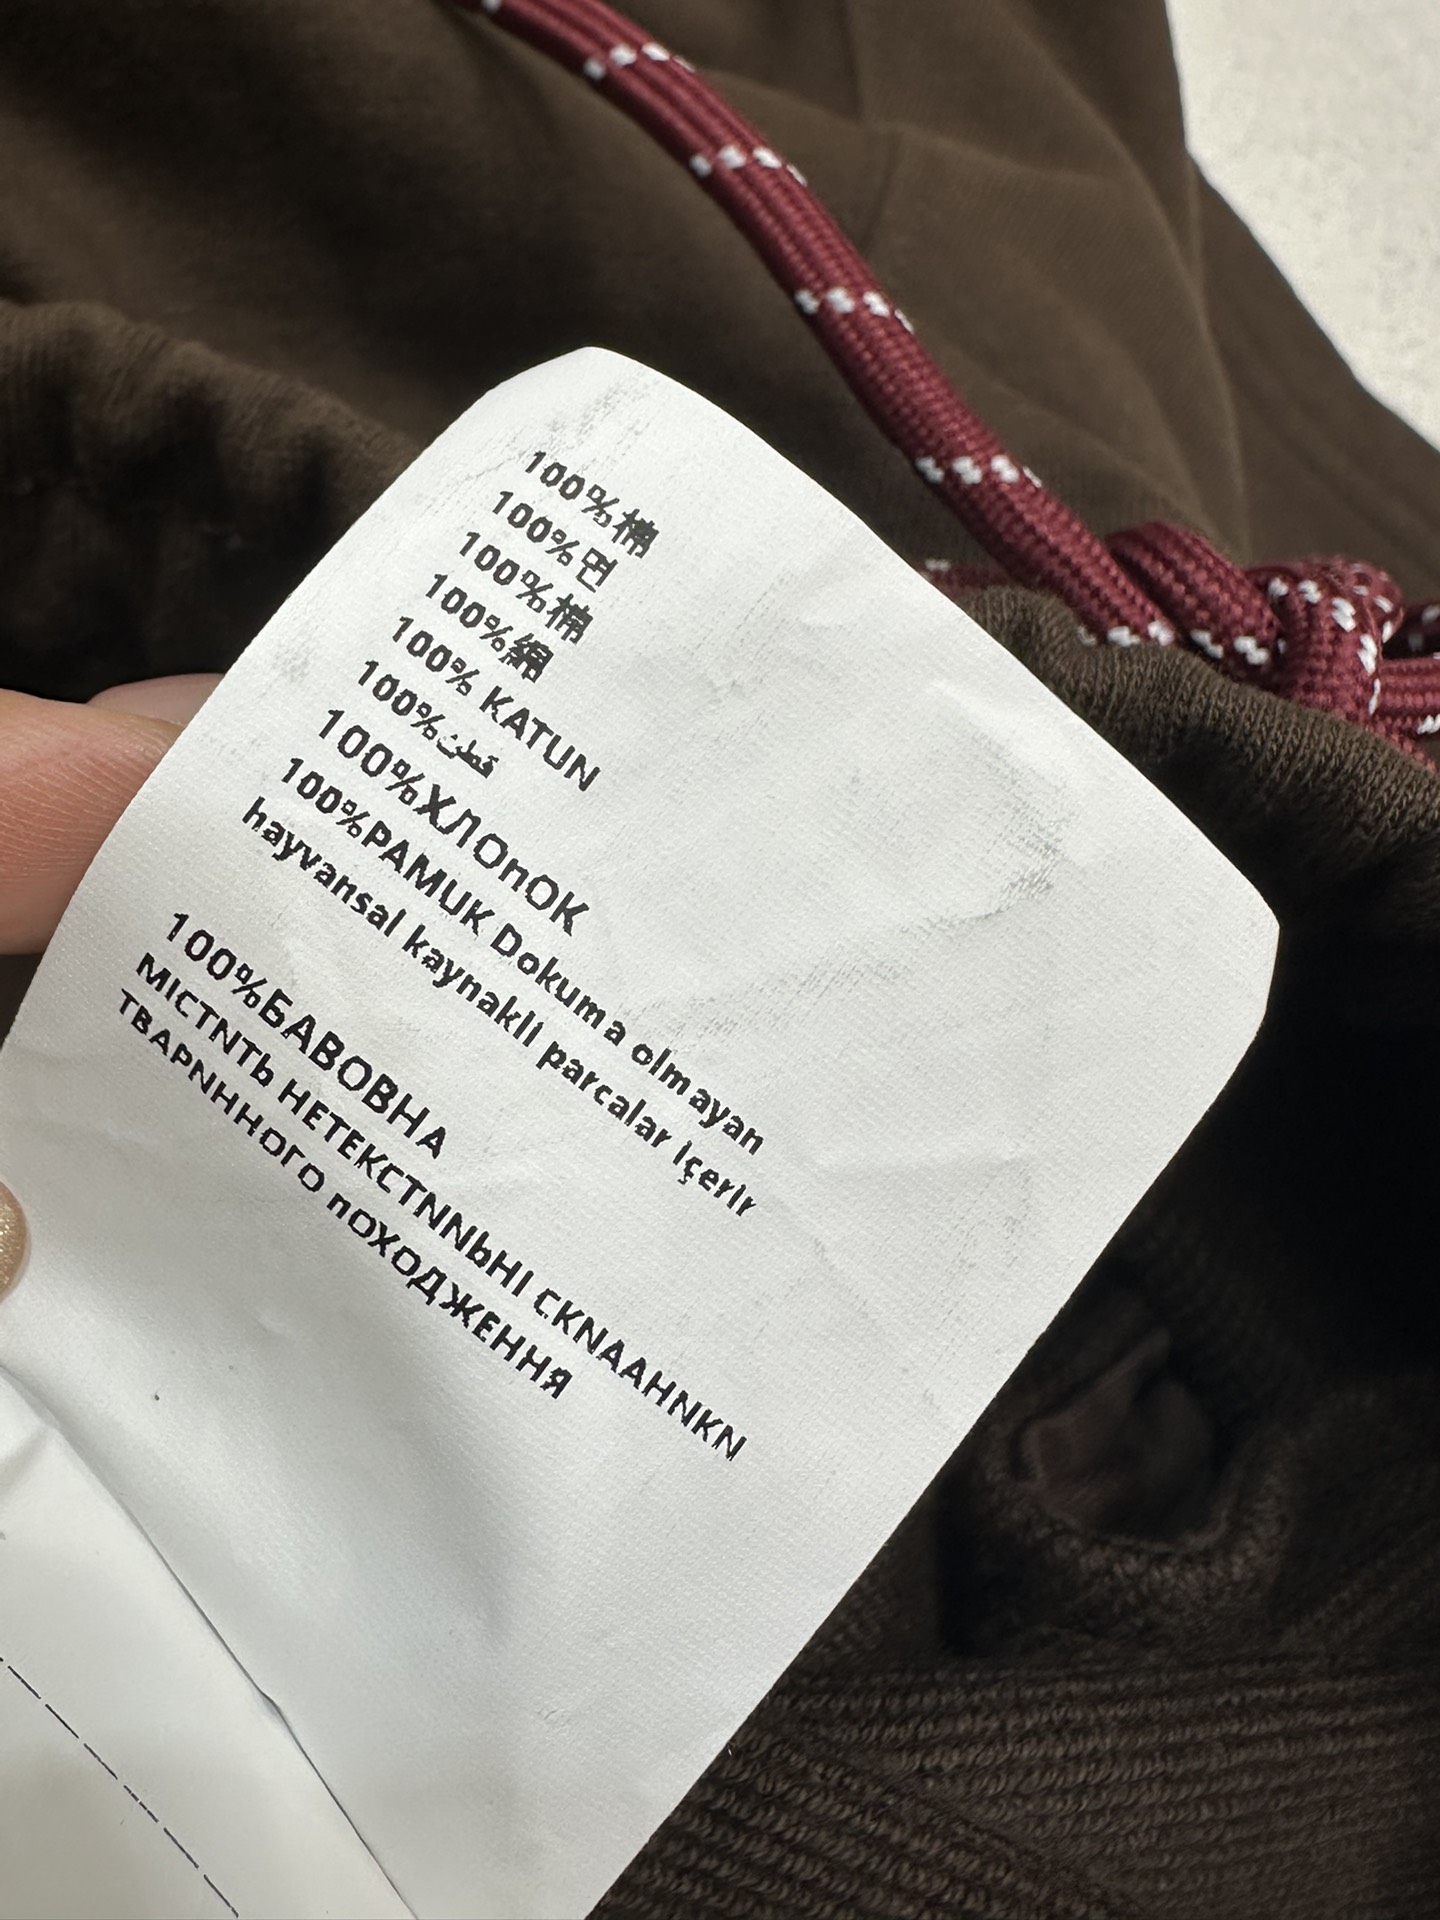 100%棉
100%면
100%棉
100%綿
100% KATUN
100%قطن
100%ХЛОпОК
100%PAMUK Dokuma olmayan
hayvansal kaynakli parcalar içerir
100%БАВОВНА
МІСТNТЬ НЕТЕКСТNNЬНІ СКNААНNКN
ТВАРNННОГО пОХОДЖЕННЯ